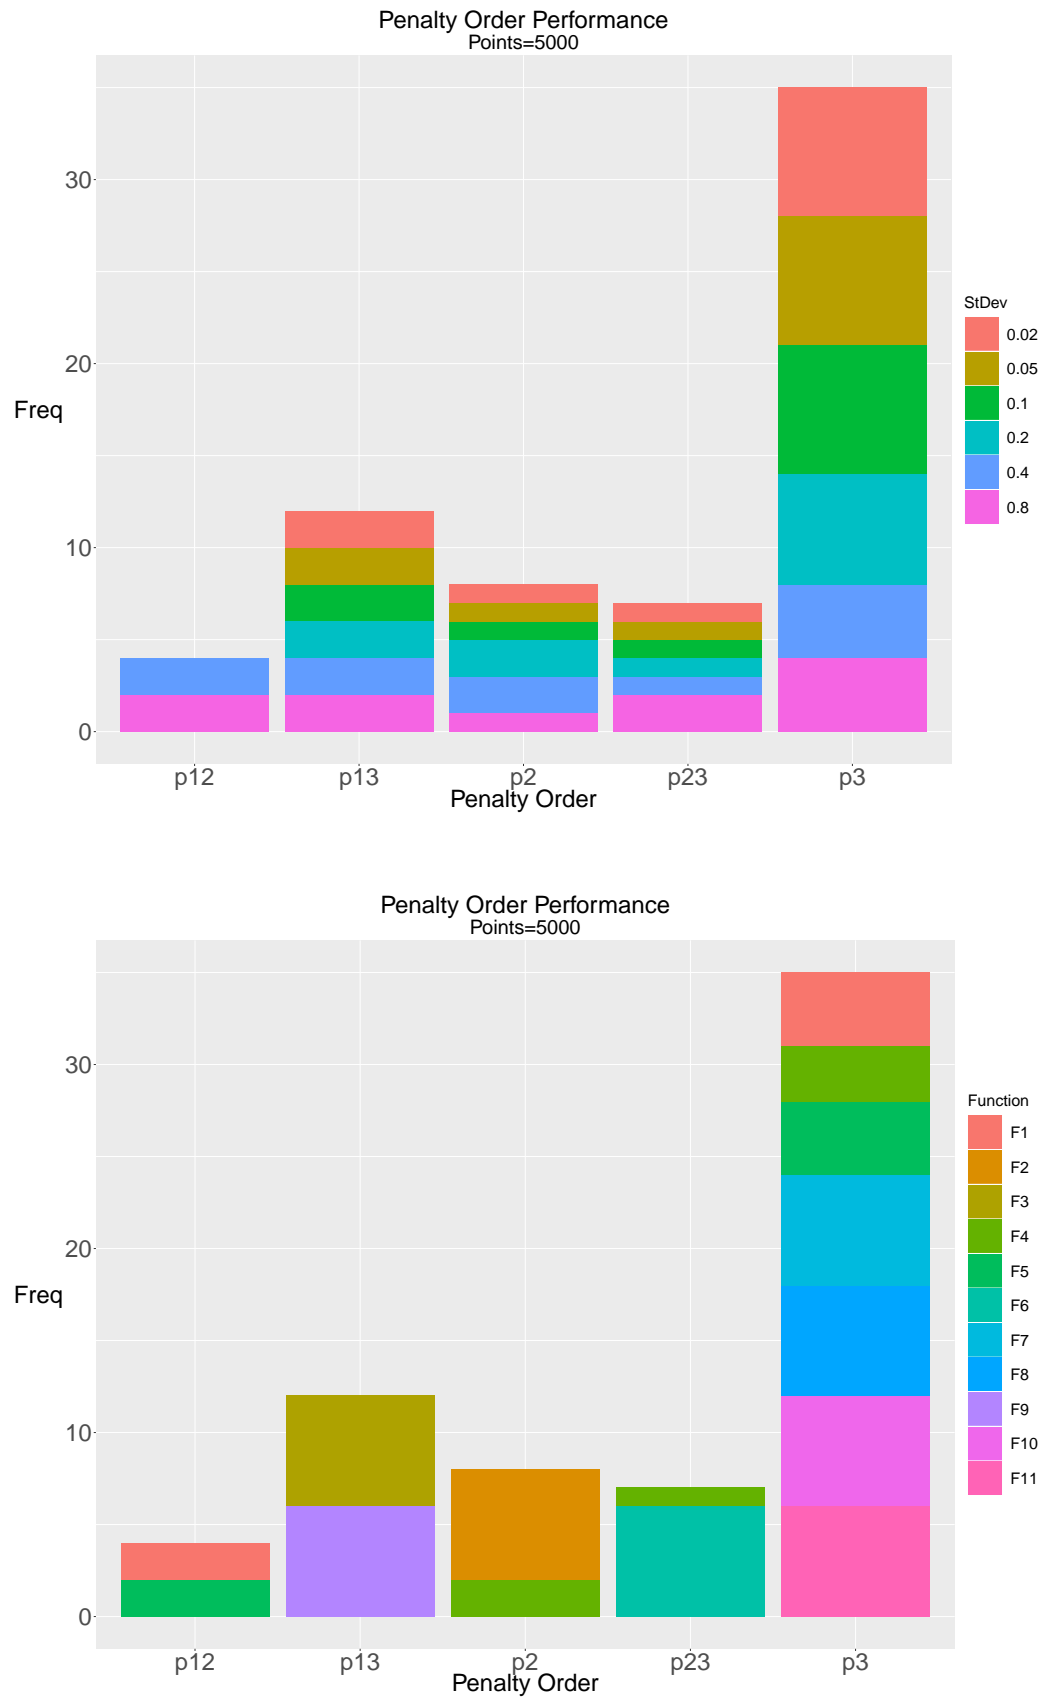 Penalty Order Performance
Points=5000
30
20
10
0
Freq
p12 p13 p2 p23 p3
Penalty Order
StDev
0.02
0.05
0.1
0.2
0.4
0.8
Penalty Order Performance
Points=5000
30
20
10
0
Freq
p12 p13 p2 p23 p3
Penalty Order
Function
F1
F2
F3
F4
F5
F6
F7
F8
F9
F10
F11